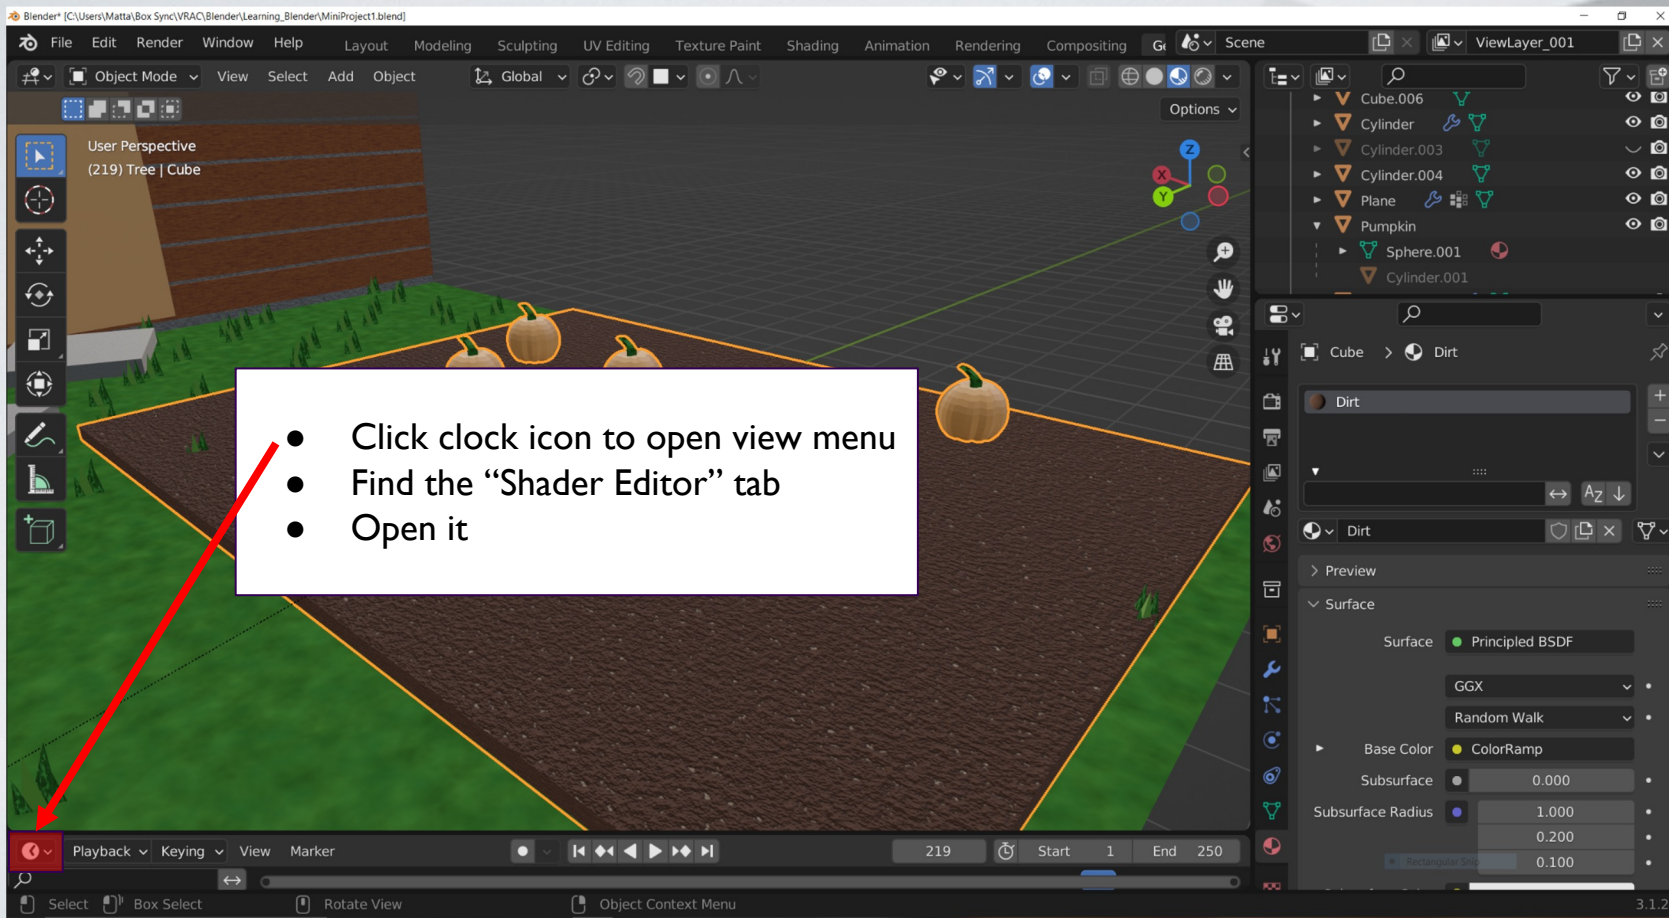 Blender* [C:\Users\Matta\Box Sync\VRAC\Blender\Learning_Blender\MiniProject1.blend]
File Edit Render Window Help Layout Modeling Sculpting UV Editing Texture Paint Shading Animation Rendering Compositing Scene ViewLayer_001
Object Mode View Select Add Object Global
Options
User Perspective
(219) Tree | Cube
Z
X
Y
Cube.006
Cylinder
Cylinder.003
Cylinder.004
Plane
Pumpkin
Sphere.001
Cylinder.001
Cube > Dirt
Dirt
Dirt
Preview
Surface
Surface Principled BSDF
GGX
Random Walk
Base Color ColorRamp
Subsurface 0.000
Subsurface Radius 1.000
0.200
0.100
Rectangular Snip
● Click clock icon to open view menu
● Find the “Shader Editor” tab
● Open it
Playback Keying View Marker 219 Start 1 End 250
Select Box Select Rotate View Object Context Menu 3.1.2